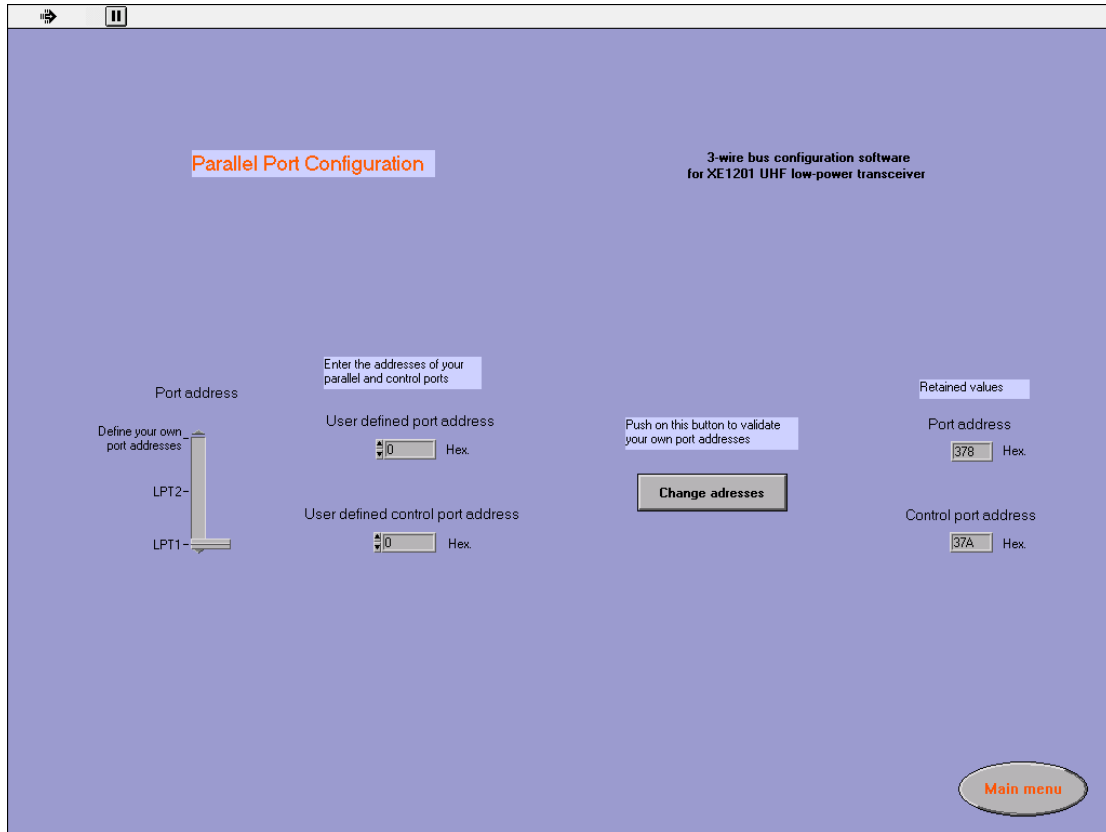 Parallel Port Configuration
3-wire bus configuration software
for XE1201 UHF low-power transceiver
Port address
Define your own
port addresses
LPT2
LPT1
Enter the addresses of your
parallel and control ports
User defined port address
0 Hex.
User defined control port address
0 Hex.
Push on this button to validate
your own port addresses
Change adresses
Retained values
Port address
378 Hex.
Control port address
37A Hex.
Main menu